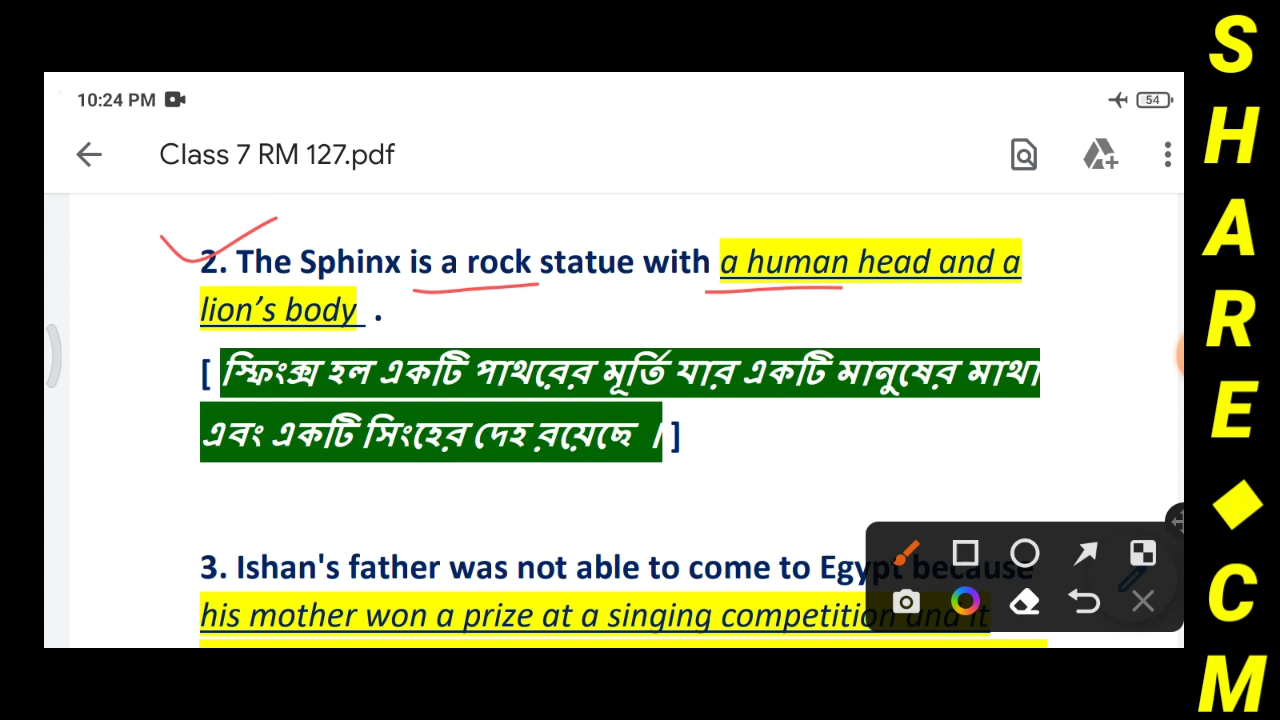 10:24 PM
54
Class 7 RM 127.pdf
2. The Sphinx is a rock statue with a human head and a
lion’s body .
[ স্ফিংক্স হল একটি পাথরের মূর্তি যার একটি মানুষের মাথা
এবং একটি সিংহের দেহ রয়েছে । ]
3. Ishan's father was not able to come to Egypt because
his mother won a prize at a singing competition and it
SHARE◆CM